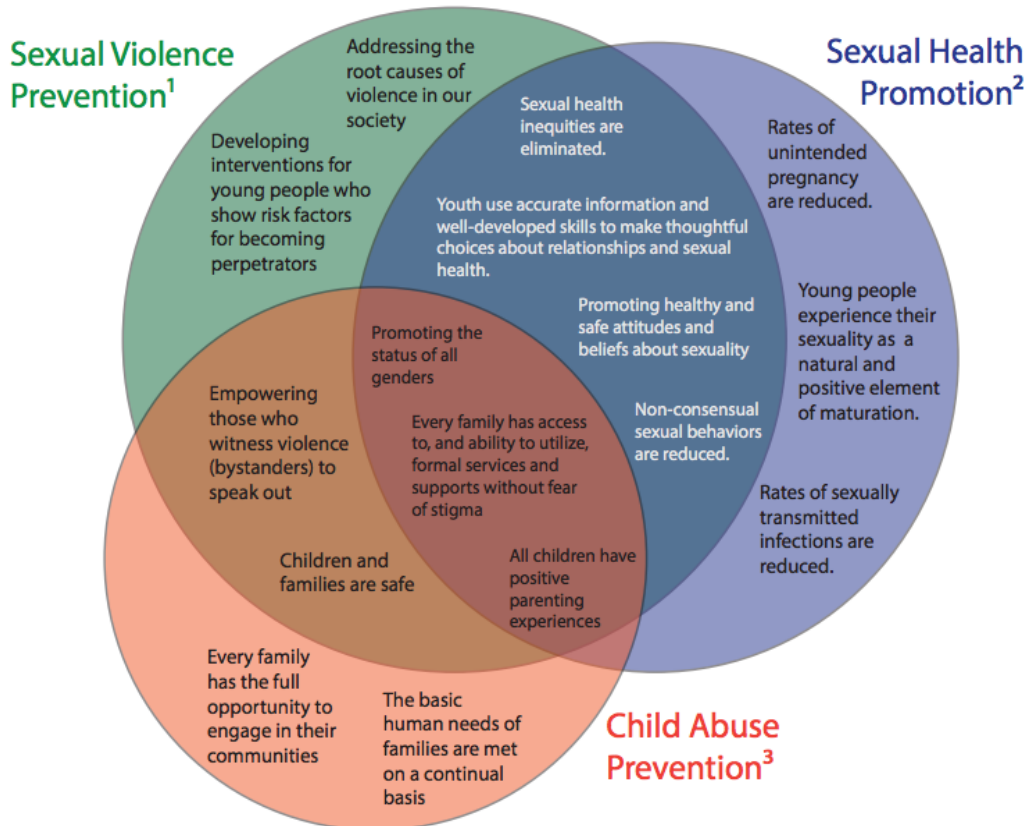 Sexual Violence
Prevention¹
Addressing the
root causes of
violence in our
society
Developing
interventions for
young people who
show risk factors
for becoming
perpetrators
Sexual Health
Promotion²
Sexual health
inequities are
eliminated.
Rates of
unintended
pregnancy
are reduced.
Youth use accurate information and
well-developed skills to make thoughtful
choices about relationships and sexual
health.
Promoting healthy and
safe attitudes and
beliefs about sexuality
Young people
experience their
sexuality as a
natural and
positive element
of maturation.
Promoting the
status of all
genders
Empowering
those who
witness violence
(bystanders) to
speak out
Every family has access
to, and ability to utilize,
formal services and
supports without fear
of stigma
Non-consensual
sexual behaviors
are reduced.
Rates of sexually
transmitted
infections are
reduced.
Children and
families are safe
All children have
positive
parenting
experiences
Every family
has the full
opportunity to
engage in their
communities
The basic
human needs of
families are met
on a continual
basis
Child Abuse
Prevention³